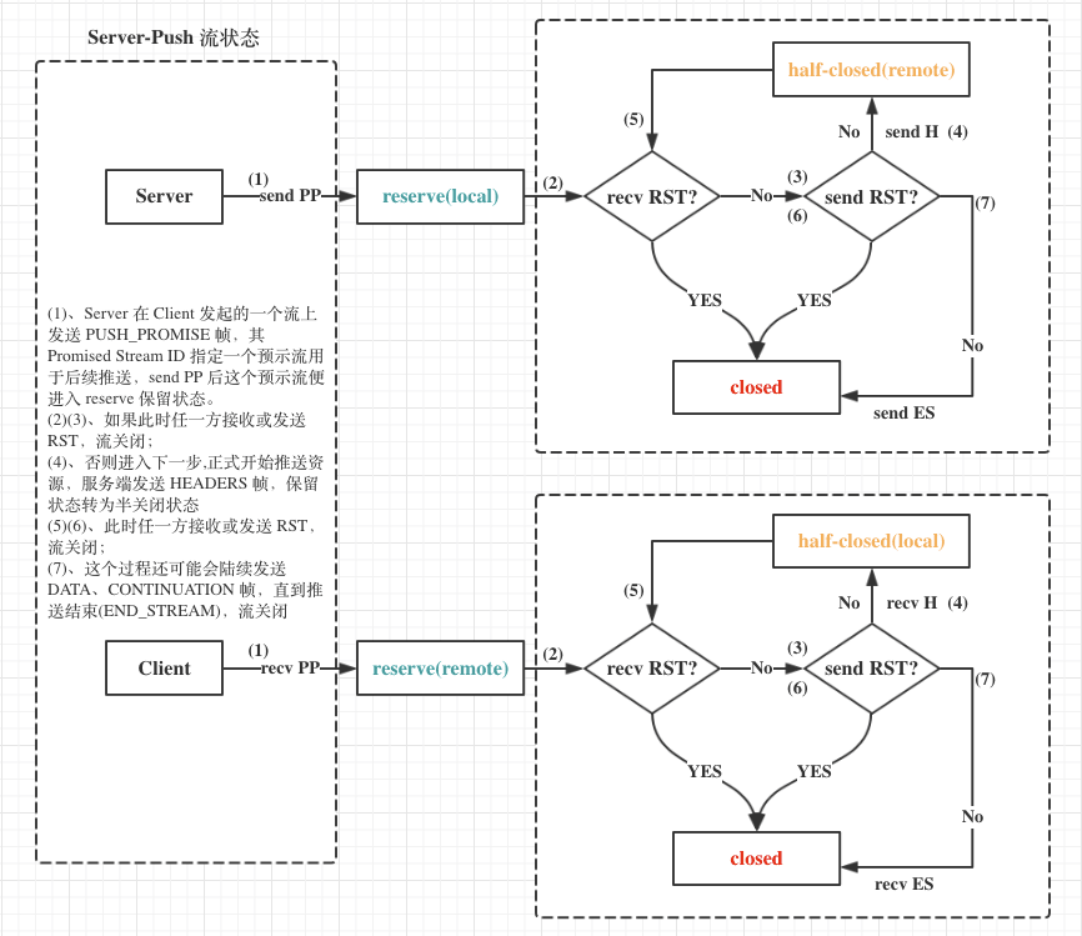 Server-Push 流状态
Server
(1)
send PP
reserve(local)
(2)
recv RST?
(5)
No
(3)
(6)
send RST?
No
send H (4)
half-closed(remote)
(7)
YES
YES
No
closed
send ES
(1)、Server 在 Client 发起的一个流上
发送 PUSH_PROMISE 帧，其
Promised Stream ID 指定一个预示流用
于后续推送，send PP 后这个预示流便
进入 reserve 保留状态。
(2)(3)、如果此时任一方接收或发送
RST，流关闭；
(4)、否则进入下一步,正式开始推送资
源，服务端发送 HEADERS 帧，保留
状态转为半关闭状态
(5)(6)、此时任一方接收或发送 RST，
流关闭；
(7)、这个过程还可能会陆续发送
DATA、CONTINUATION 帧，直到推
送结束(END_STREAM)，流关闭
Client
(1)
recv PP
reserve(remote)
(2)
recv RST?
(5)
No
(3)
(6)
send RST?
No
recv H (4)
half-closed(local)
(7)
YES
YES
No
closed
recv ES